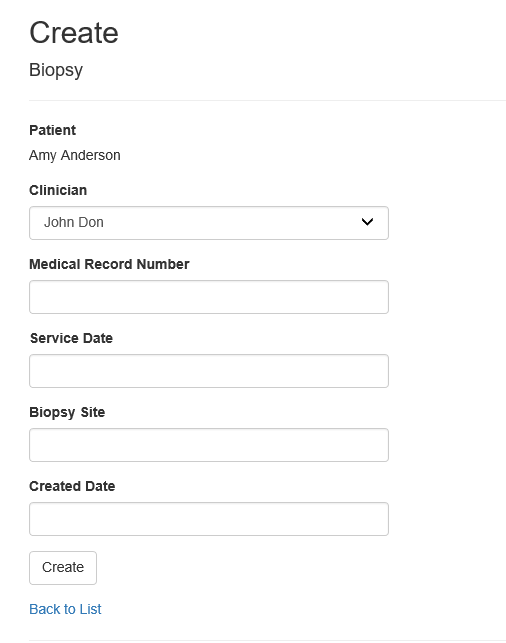 Create
Biopsy
Patient
Amy Anderson
Clinician
John Don
Medical Record Number
Service Date
Biopsy Site
Created Date
Create
Back to List